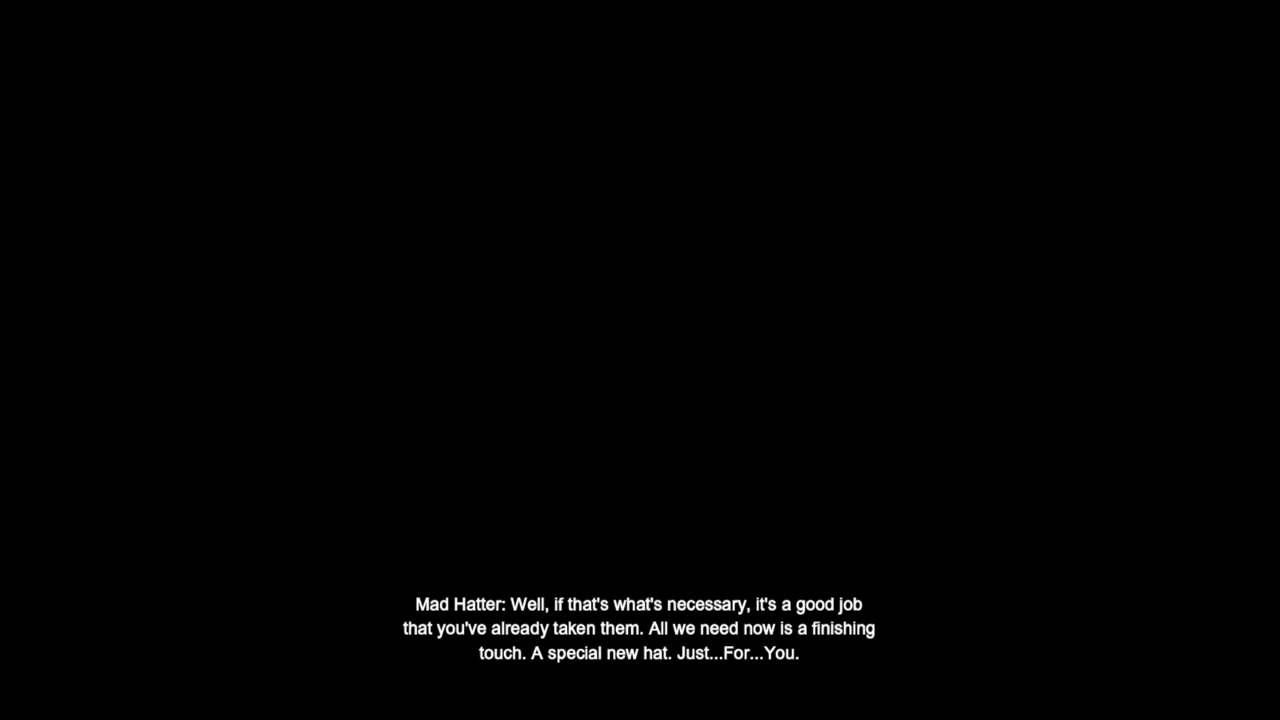 Mad Hatter: Well, if that's what's necessary, it's a good job
that you've already taken them. All we need now is a finishing
touch. A special new hat. Just...For...You.